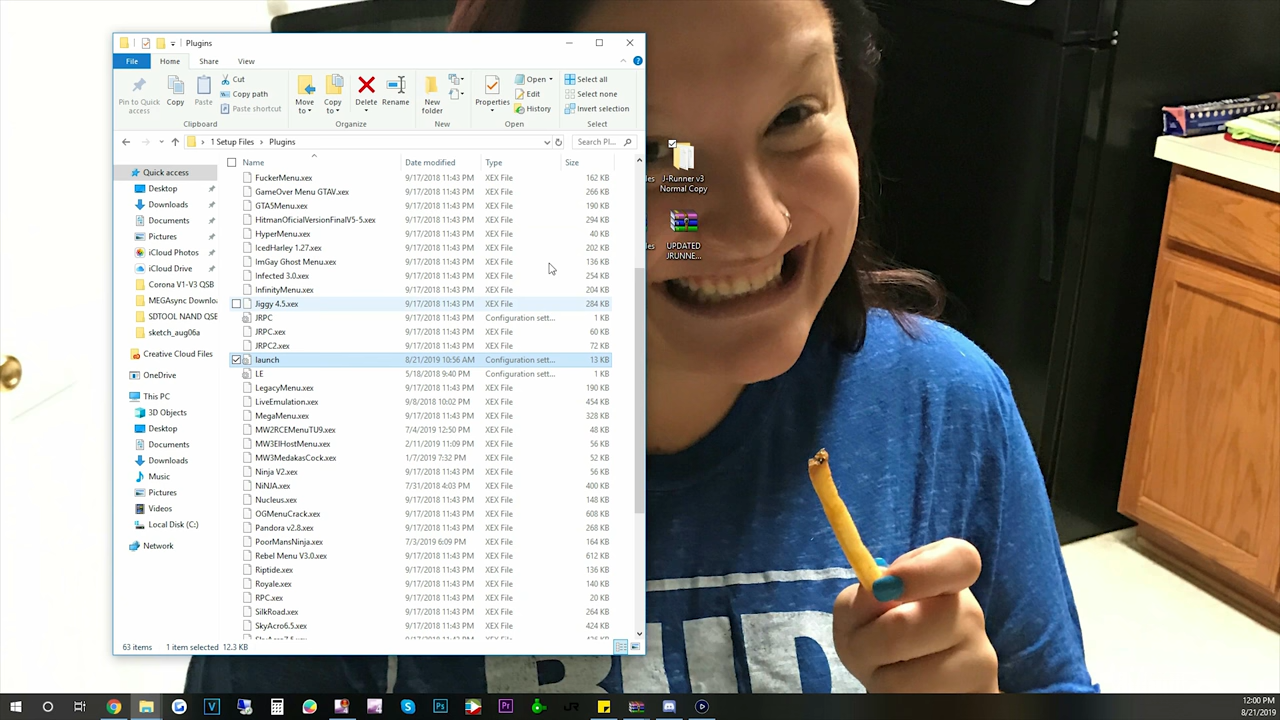 Plugins
File Home Share View
Pin to Quick access
Copy
Paste
Cut
Copy path
Paste shortcut
Clipboard
Move to
Copy to
Delete
Rename
Organize
New folder
New
Properties
Open
Edit
History
Open
Select all
Select none
Invert selection
Select
1 Setup Files > Plugins
Search Pl...
Name Date modified Type Size
FuckerMenu.xex 9/17/2018 11:43 PM XEX File 162 KB
GameOver Menu GTAV.xex 9/17/2018 11:43 PM XEX File 266 KB
GTA5Menu.xex 9/17/2018 11:43 PM XEX File 190 KB
HitmanOficialVersionFinalV5-5.xex 9/17/2018 11:43 PM XEX File 294 KB
HyperMenu.xex 9/17/2018 11:43 PM XEX File 40 KB
IcedHarley 1.27.xex 9/17/2018 11:43 PM XEX File 202 KB
ImGay Ghost Menu.xex 9/17/2018 11:43 PM XEX File 136 KB
Infected 3.0.xex 9/17/2018 11:43 PM XEX File 254 KB
InfinityMenu.xex 9/17/2018 11:43 PM XEX File 204 KB
Jiggy 4.5.xex 9/17/2018 11:43 PM XEX File 284 KB
JRPC 9/17/2018 11:43 PM Configuration sett... 1 KB
JRPC.xex 9/17/2018 11:43 PM XEX File 60 KB
JRPC2.xex 9/17/2018 11:43 PM XEX File 72 KB
launch 8/21/2019 10:56 AM Configuration sett... 13 KB
LE 5/18/2018 9:40 PM Configuration sett... 1 KB
LegacyMenu.xex 9/17/2018 11:43 PM XEX File 190 KB
LiveEmulation.xex 9/8/2018 10:02 PM XEX File 454 KB
MegaMenu.xex 9/17/2018 11:43 PM XEX File 328 KB
MW2RCEMenuTU9.xex 7/4/2019 12:50 PM XEX File 48 KB
MW3ElHostMenu.xex 2/11/2019 11:09 PM XEX File 56 KB
MW3MedakasCock.xex 1/7/2019 7:32 PM XEX File 52 KB
Ninja V2.xex 9/17/2018 11:43 PM XEX File 56 KB
NiNJA.xex 7/31/2018 4:03 PM XEX File 400 KB
Nucleus.xex 9/17/2018 11:43 PM XEX File 148 KB
OGMenuCrack.xex 9/17/2018 11:43 PM XEX File 608 KB
Pandora v2.8.xex 9/17/2018 11:43 PM XEX File 268 KB
PoorMansNinja.xex 7/3/2019 6:09 PM XEX File 164 KB
Rebel Menu V3.0.xex 9/17/2018 11:43 PM XEX File 612 KB
Riptide.xex 9/17/2018 11:43 PM XEX File 136 KB
Royale.xex 9/17/2018 11:43 PM XEX File 140 KB
RPC.xex 9/17/2018 11:43 PM XEX File 20 KB
SilkRoad.xex 9/17/2018 11:43 PM XEX File 264 KB
SkyAcro6.5.xex 9/17/2018 11:43 PM XEX File 424 KB
Quick access
Desktop
Downloads
Documents
Pictures
iCloud Photos
iCloud Drive
Corona V1-V3 QSB
MEGAsync Downlo
SDTOOL NAND QSE
sketch_aug06a
Creative Cloud Files
OneDrive
This PC
3D Objects
Desktop
Documents
Downloads
Music
Pictures
Videos
Local Disk (C:)
Network
63 items 1 item selected 12.3 KB
J-Runner v3
Normal Copy
UPDATED
JRUNNE...
les
les
BUD
12:00 PM
8/21/2019